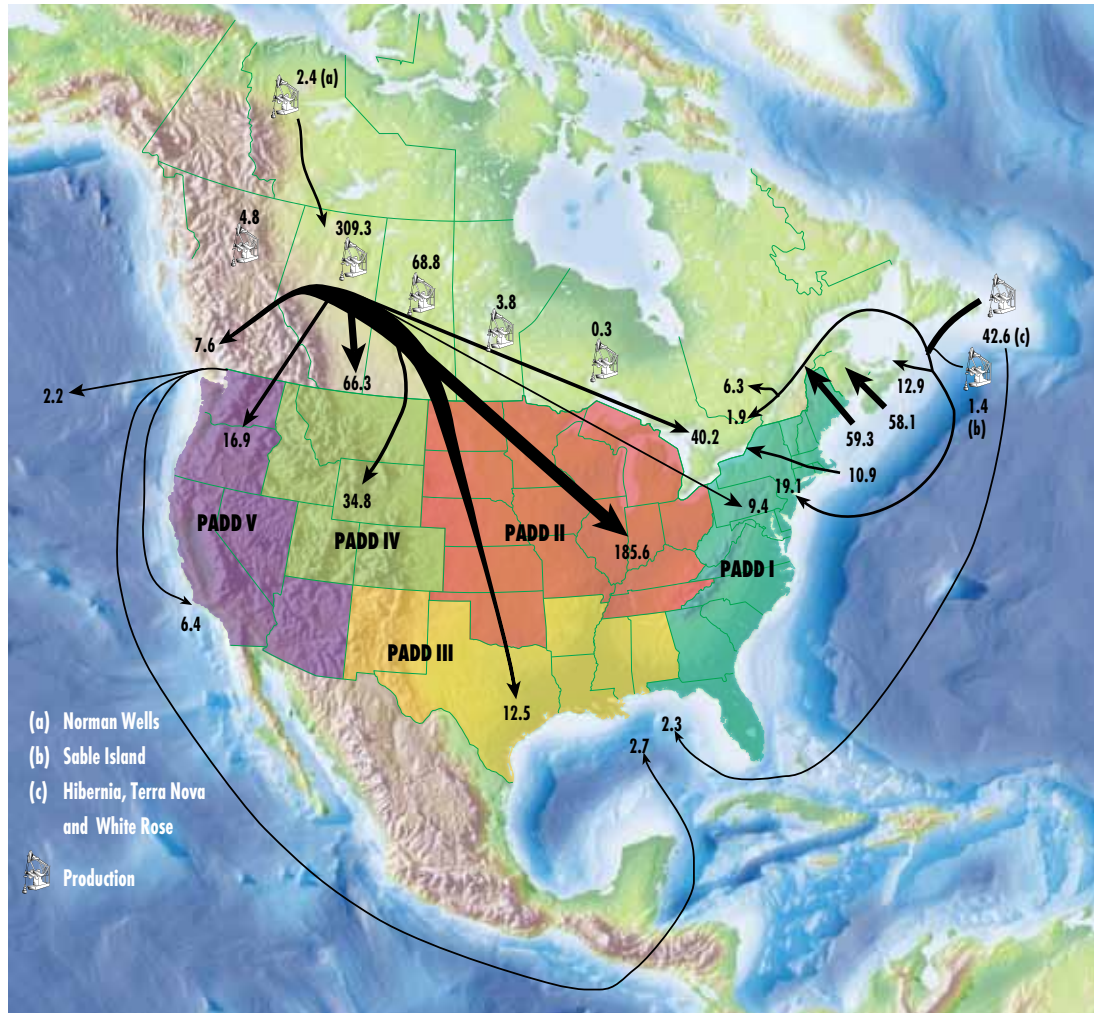 2.4 (a)
4.8
309.3
68.8
3.8
0.3
42.6 (c)
7.6
66.3
6.3
12.9
1.4
(b)
2.2
1.9
58.1
59.3
16.9
40.2
10.9
19.1
34.8
9.4
PADD V
PADD IV
PADD II
185.6
PADD I
6.4
PADD III
12.5
2.3
2.7
(a) Norman Wells
(b) Sable Island
(c) Hibernia, Terra Nova
and White Rose
Production